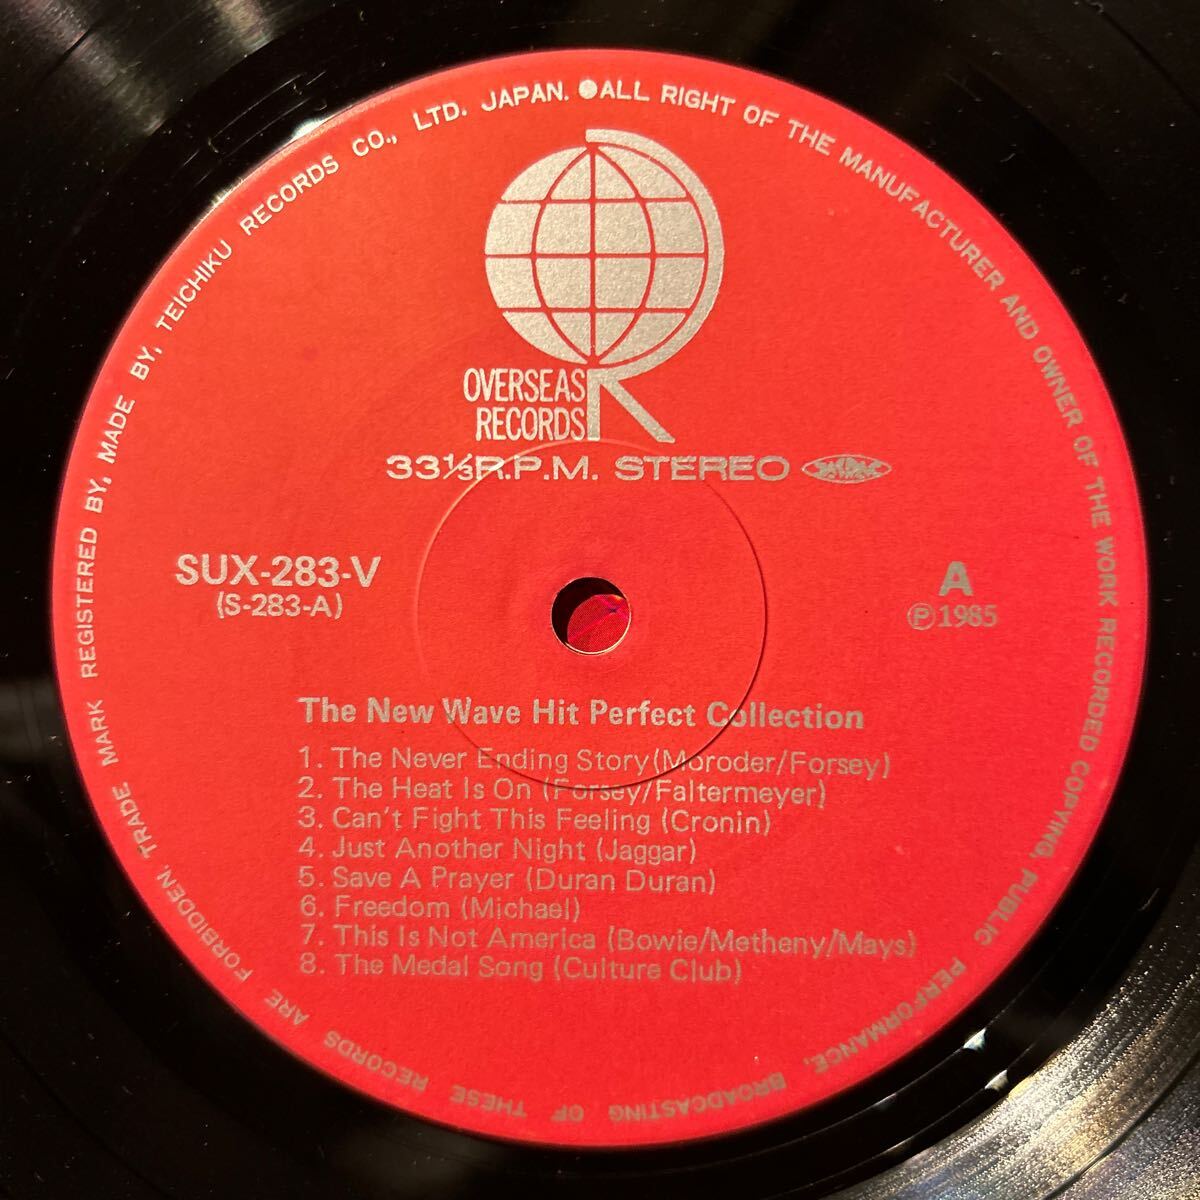 TRADE MARK REGISTERED BY, MADE BY, TEICHIKU RECORDS CO., LTD. JAPAN. ●ALL RIGHT OF THE MANUFACTURER AND OWNER OF THE WORK RECORDED COPYING, PUBLIC PERFORMANCE, BROADCASTING OF THESE RECORDS ARE FORBIDDEN.
R
OVERSEAS
RECORDS
33⅓R.P.M. STEREO
SUX-283-V
(S-283-A)
A
Ⓟ1985
The New Wave Hit Perfect Collection
1. The Never Ending Story(Moroder/Forsey)
2. The Heat Is On (Forsey/Faltermeyer)
3. Can't Fight This Feeling (Cronin)
4. Just Another Night (Jaggar)
5. Save A Prayer (Duran Duran)
6. Freedom (Michael)
7. This Is Not America (Bowie/Metheny/Mays)
8. The Medal Song (Culture Club)